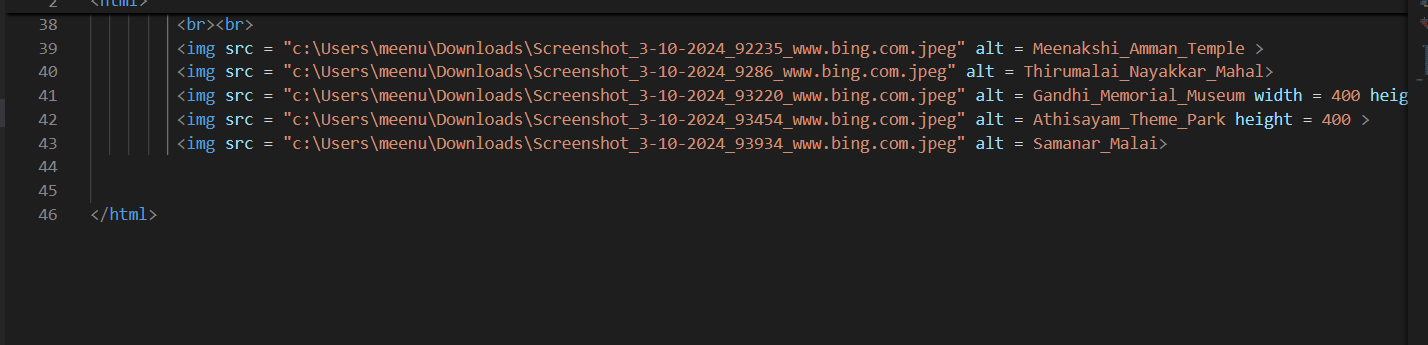 2 <html>
38 <br><br>
39 <img src = "c:\Users\meenu\Downloads\Screenshot_3-10-2024_92235_www.bing.com.jpeg" alt = Meenakshi_Amman_Temple >
40 <img src = "c:\Users\meenu\Downloads\Screenshot_3-10-2024_9286_www.bing.com.jpeg" alt = Thirumalai_Nayakkar_Mahal>
41 <img src = "c:\Users\meenu\Downloads\Screenshot_3-10-2024_93220_www.bing.com.jpeg" alt = Gandhi_Memorial_Museum width = 400 heig
42 <img src = "c:\Users\meenu\Downloads\Screenshot_3-10-2024_93454_www.bing.com.jpeg" alt = Athisayam_Theme_Park height = 400 >
43 <img src = "c:\Users\meenu\Downloads\Screenshot_3-10-2024_93934_www.bing.com.jpeg" alt = Samanar_Malai>
44
45
46 </html>